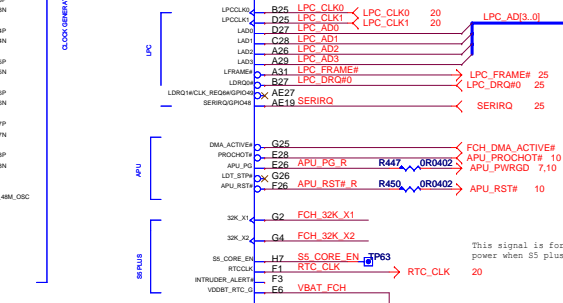 CLOCK GENERAT
LPC
LPCCLK0 B25 LPC_CLK0 LPC_CLK0 20
LPCCLK1 D25 LPC_CLK1 LPC_CLK1 20
LAD0 D27 LPC_AD0 LPC_AD[3..0]
LAD1 C28 LPC_AD1
LAD2 A26 LPC_AD2
LAD3 A29 LPC_AD3
LFRAME# A31 LPC_FRAME# LPC_FRAME# 25
LDRQ0# B27 LPC_DRQ#0 LPC_DRQ#0 25
LDRQ1#/CLK_REQ6#/GPIO49 AE27
SERIRQ/GPIO48 AE19 SERIRQ SERIRQ 25
APU
DMA_ACTIVE# G25 FCH_DMA_ACTIVE#
PROCHOT# E28 APU_PROCHOT# 10
APU_PG E26 APU_PG_R R447 0R0402 APU_PWRGD 7,10
LDT_STP# G26
APU_RST# F26 APU_RST#_R R450 0R0402 APU_RST# 10
_48M_OSC
S5 PLUS
32K_X1 G2 FCH_32K_X1
32K_X2 G4 FCH_32K_X2
This signal is for
power when S5 plus
S5_CORE_EN H7 S5_CORE_EN TP63
RTCCLK F1 RTC_CLK RTC_CLK 20
INTRUDER_ALERT# F3
VDDBT_RTC_G E6 VBAT_FCH